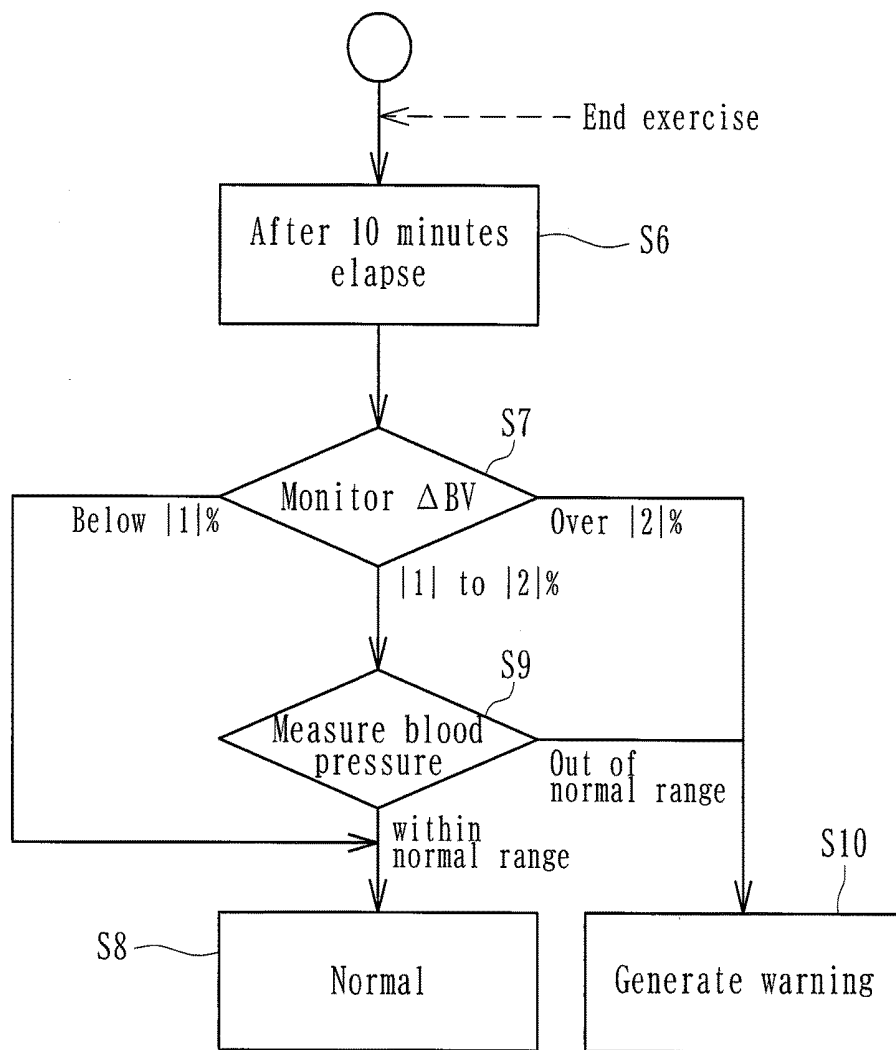 End exercise
After 10 minutes
elapse
S6
S7
Monitor ΔBV
Below |1|%
Over |2|%
|1| to |2|%
S9
Measure blood
pressure
Out of
normal range
within
normal range
S10
S8
Normal
Generate warning